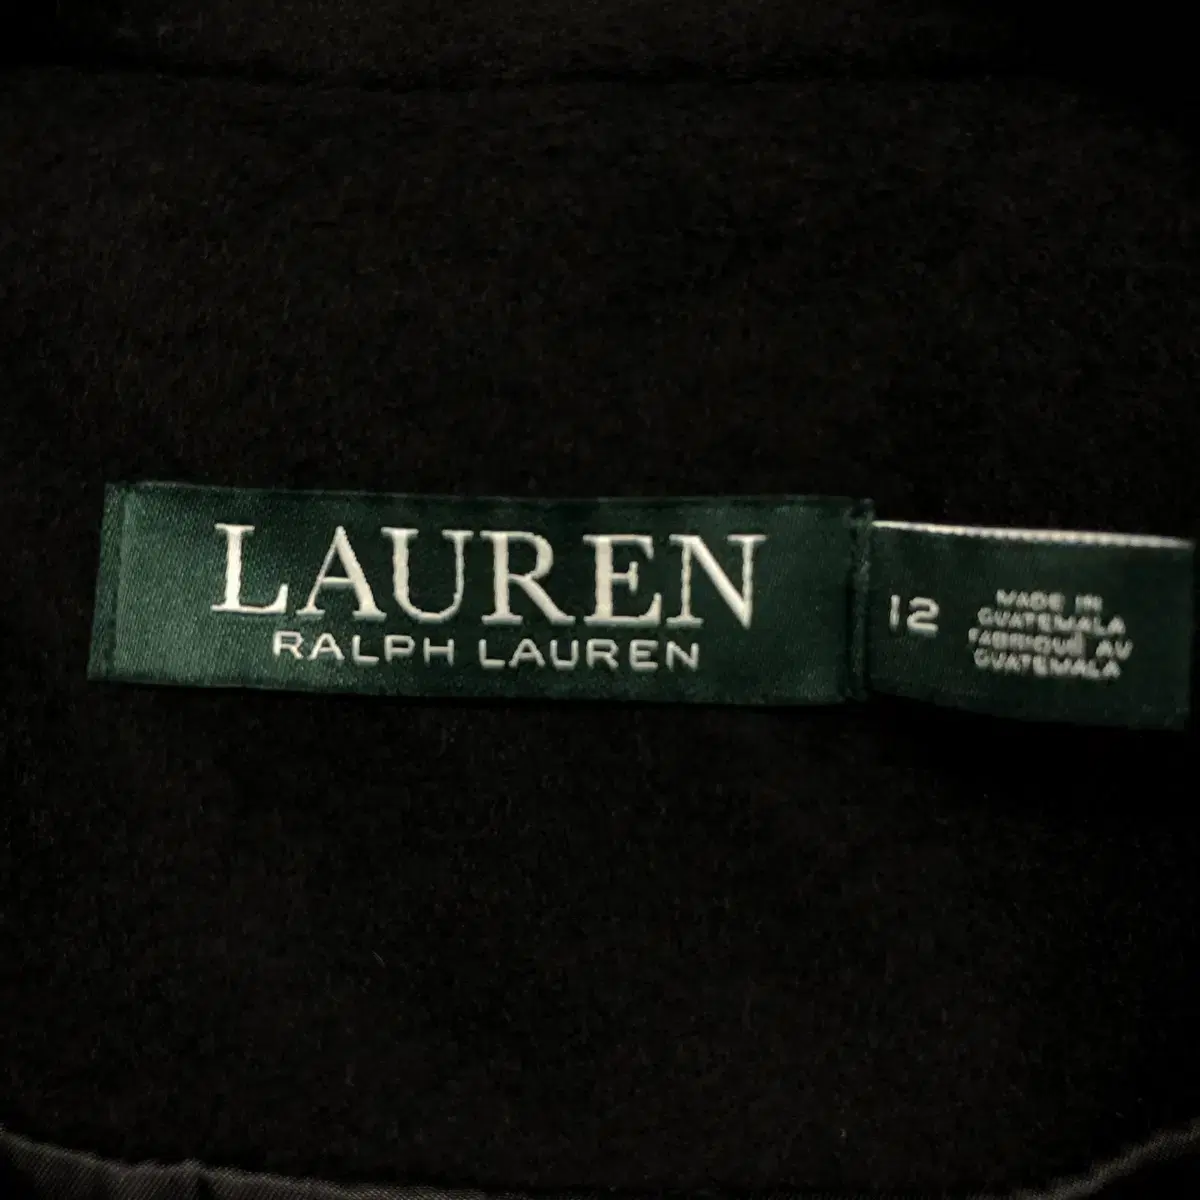 LAUREN
RALPH LAUREN
12
MADE IN
GUATEMALA
FABRIQUÉ AU
GUATEMALA